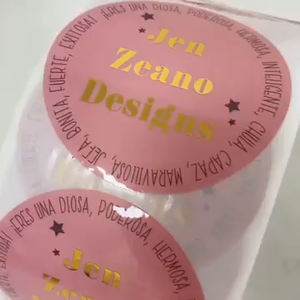 ¡ERES UNA DIOSA, PODEROSA, HERMOSA, INTELIGENTE, CHULA, CAPAZ, MARAVILLOSA, JEFA, BONITA, FUERTE, EXITOSA!
Jen
Zeano
Designs
EXITOSA! ¡ERES UNA DIOSA, PODEROSA, HERMOSA
Jen